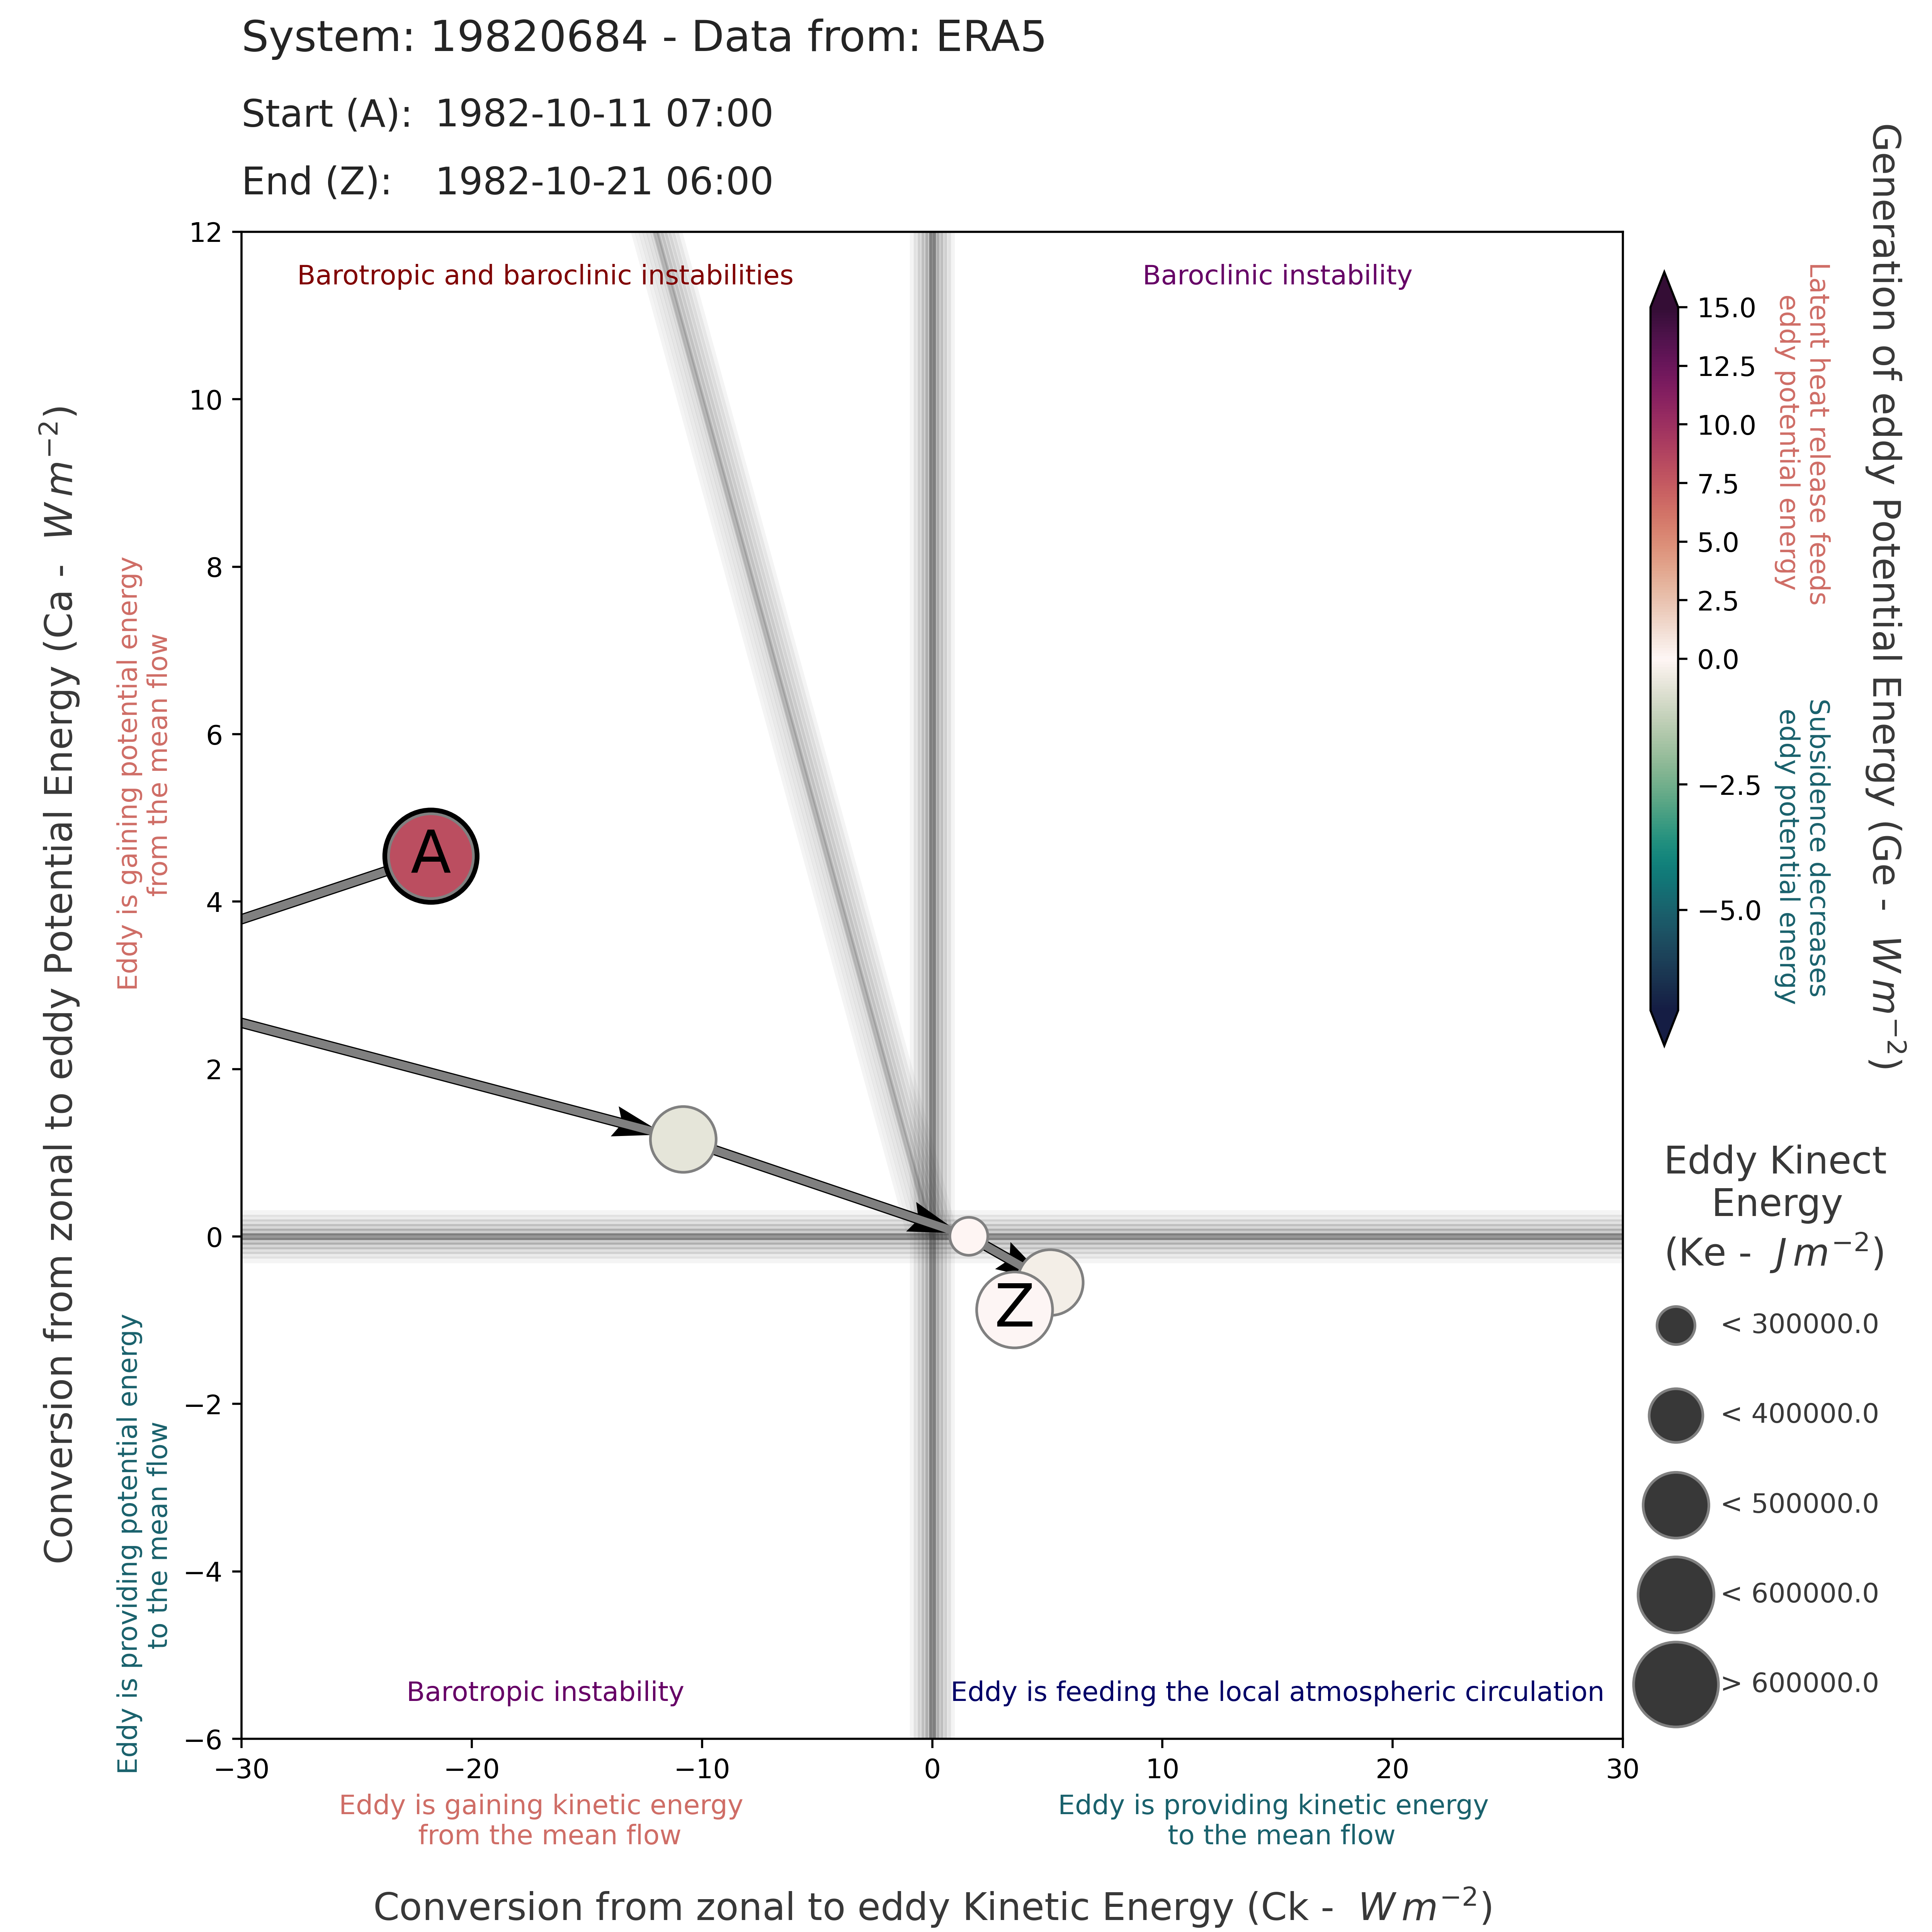 System: 19820684 - Data from: ERA5
Start (A): 1982-10-11 07:00
End (Z): 1982-10-21 06:00
Barotropic and baroclinic instabilities
Baroclinic instability
Barotropic instability
Eddy is feeding the local atmospheric circulation
A
Z
12
10
8
6
4
2
0
−2
−4
−6
−30
−20
−10
0
10
20
30
Eddy is gaining kinetic energy
from the mean flow
Eddy is providing kinetic energy
to the mean flow
Conversion from zonal to eddy Kinetic Energy (Ck - W m⁻²)
Conversion from zonal to eddy Potential Energy (Ca - W m⁻²)
Eddy is gaining potential energy
from the mean flow
Eddy is providing potential energy
to the mean flow
15.0
12.5
10.0
7.5
5.0
2.5
0.0
−2.5
−5.0
Latent heat release feeds
eddy potential energy
Subsidence decreases
eddy potential energy
Generation of eddy Potential Energy (Ge - W m⁻²)
Eddy Kinect
Energy
(Ke - J m⁻²)
< 300000.0
< 400000.0
< 500000.0
< 600000.0
> 600000.0